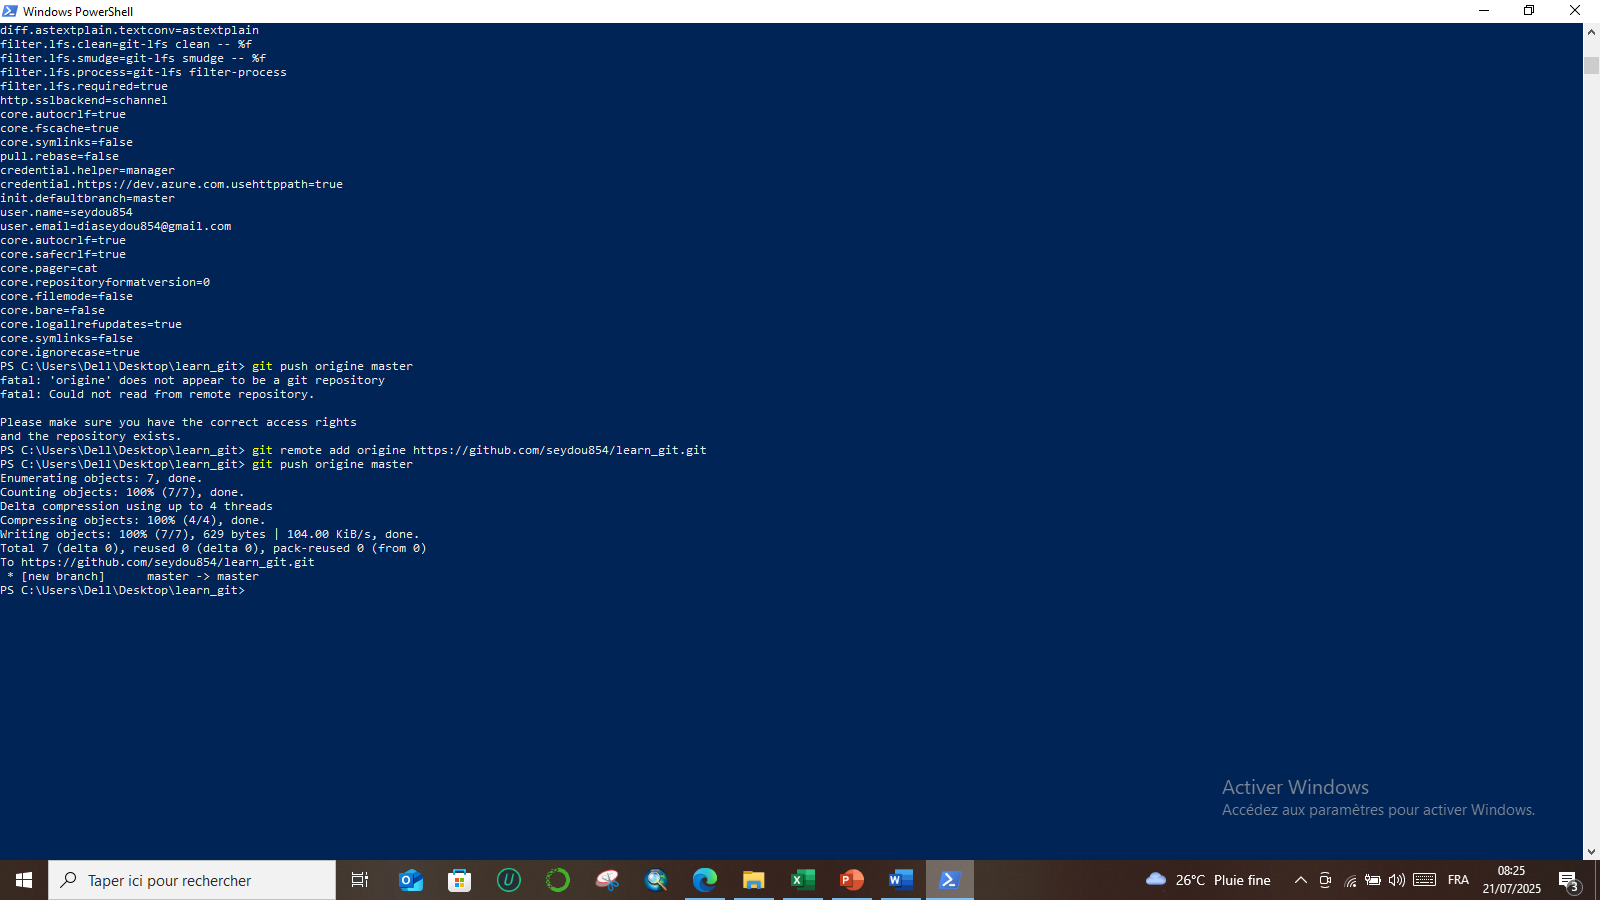 Windows PowerShell
diff.astextplain.textconv=astextplain
filter.lfs.clean=git-lfs clean -- %f
filter.lfs.smudge=git-lfs smudge -- %f
filter.lfs.process=git-lfs filter-process
filter.lfs.required=true
http.sslbackend=schannel
core.autocrlf=true
core.fscache=true
core.symlinks=false
pull.rebase=false
credential.helper=manager
credential.https://dev.azure.com.usehttppath=true
init.defaultbranch=master
user.name=seydou854
user.email=diaseydou854@gmail.com
core.autocrlf=true
core.safecrlf=true
core.pager=cat
core.repositoryformatversion=0
core.filemode=false
core.bare=false
core.logallrefupdates=true
core.symlinks=false
core.ignorecase=true
PS C:\Users\Dell\Desktop\learn_git> git push origine master
fatal: 'origine' does not appear to be a git repository
fatal: Could not read from remote repository.
Please make sure you have the correct access rights
and the repository exists.
PS C:\Users\Dell\Desktop\learn_git> git remote add origine https://github.com/seydou854/learn_git.git
PS C:\Users\Dell\Desktop\learn_git> git push origine master
Enumerating objects: 7, done.
Counting objects: 100% (7/7), done.
Delta compression using up to 4 threads
Compressing objects: 100% (4/4), done.
Writing objects: 100% (7/7), 629 bytes | 104.00 KiB/s, done.
Total 7 (delta 0), reused 0 (delta 0), pack-reused 0 (from 0)
To https://github.com/seydou854/learn_git.git
 * [new branch]      master -> master
PS C:\Users\Dell\Desktop\learn_git>
Activer Windows
Accédez aux paramètres pour activer Windows.
Taper ici pour rechercher
26°C Pluie fine
FRA
08:25
21/07/2025
3